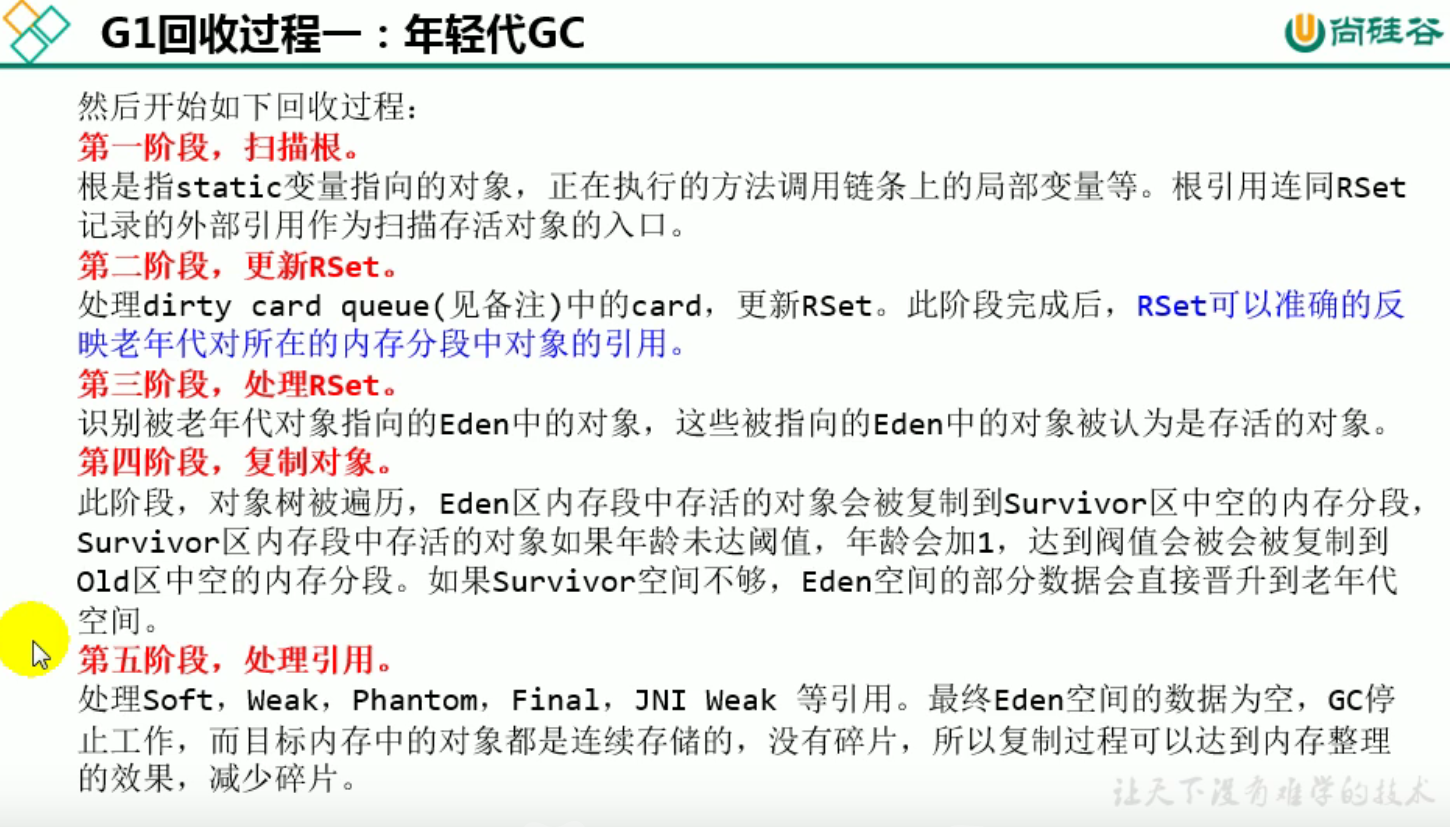 G1回收过程一：年轻代GC
尚硅谷
然后开始如下回收过程：
第一阶段，扫描根。
根是指static变量指向的对象，正在执行的方法调用链条上的局部变量等。根引用连同RSet
记录的外部引用作为扫描存活对象的入口。
第二阶段，更新RSet。
处理dirty card queue(见备注)中的card，更新RSet。此阶段完成后，RSet可以准确的反
映老年代对所在的内存分段中对象的引用。
第三阶段，处理RSet。
识别被老年代对象指向的Eden中的对象，这些被指向的Eden中的对象被认为是存活的对象。
第四阶段，复制对象。
此阶段，对象树被遍历，Eden区内存段中存活的对象会被复制到Survivor区中空的内存分段，
Survivor区内存段中存活的对象如果年龄未达阈值，年龄会加1，达到阀值会被会被复制到
Old区中空的内存分段。如果Survivor空间不够，Eden空间的部分数据会直接晋升到老年代
空间。
第五阶段，处理引用。
处理Soft，Weak，Phantom，Final，JNI Weak 等引用。最终Eden空间的数据为空，GC停
止工作，而目标内存中的对象都是连续存储的，没有碎片，所以复制过程可以达到内存整理
的效果，减少碎片。
让天下没有难学的技术